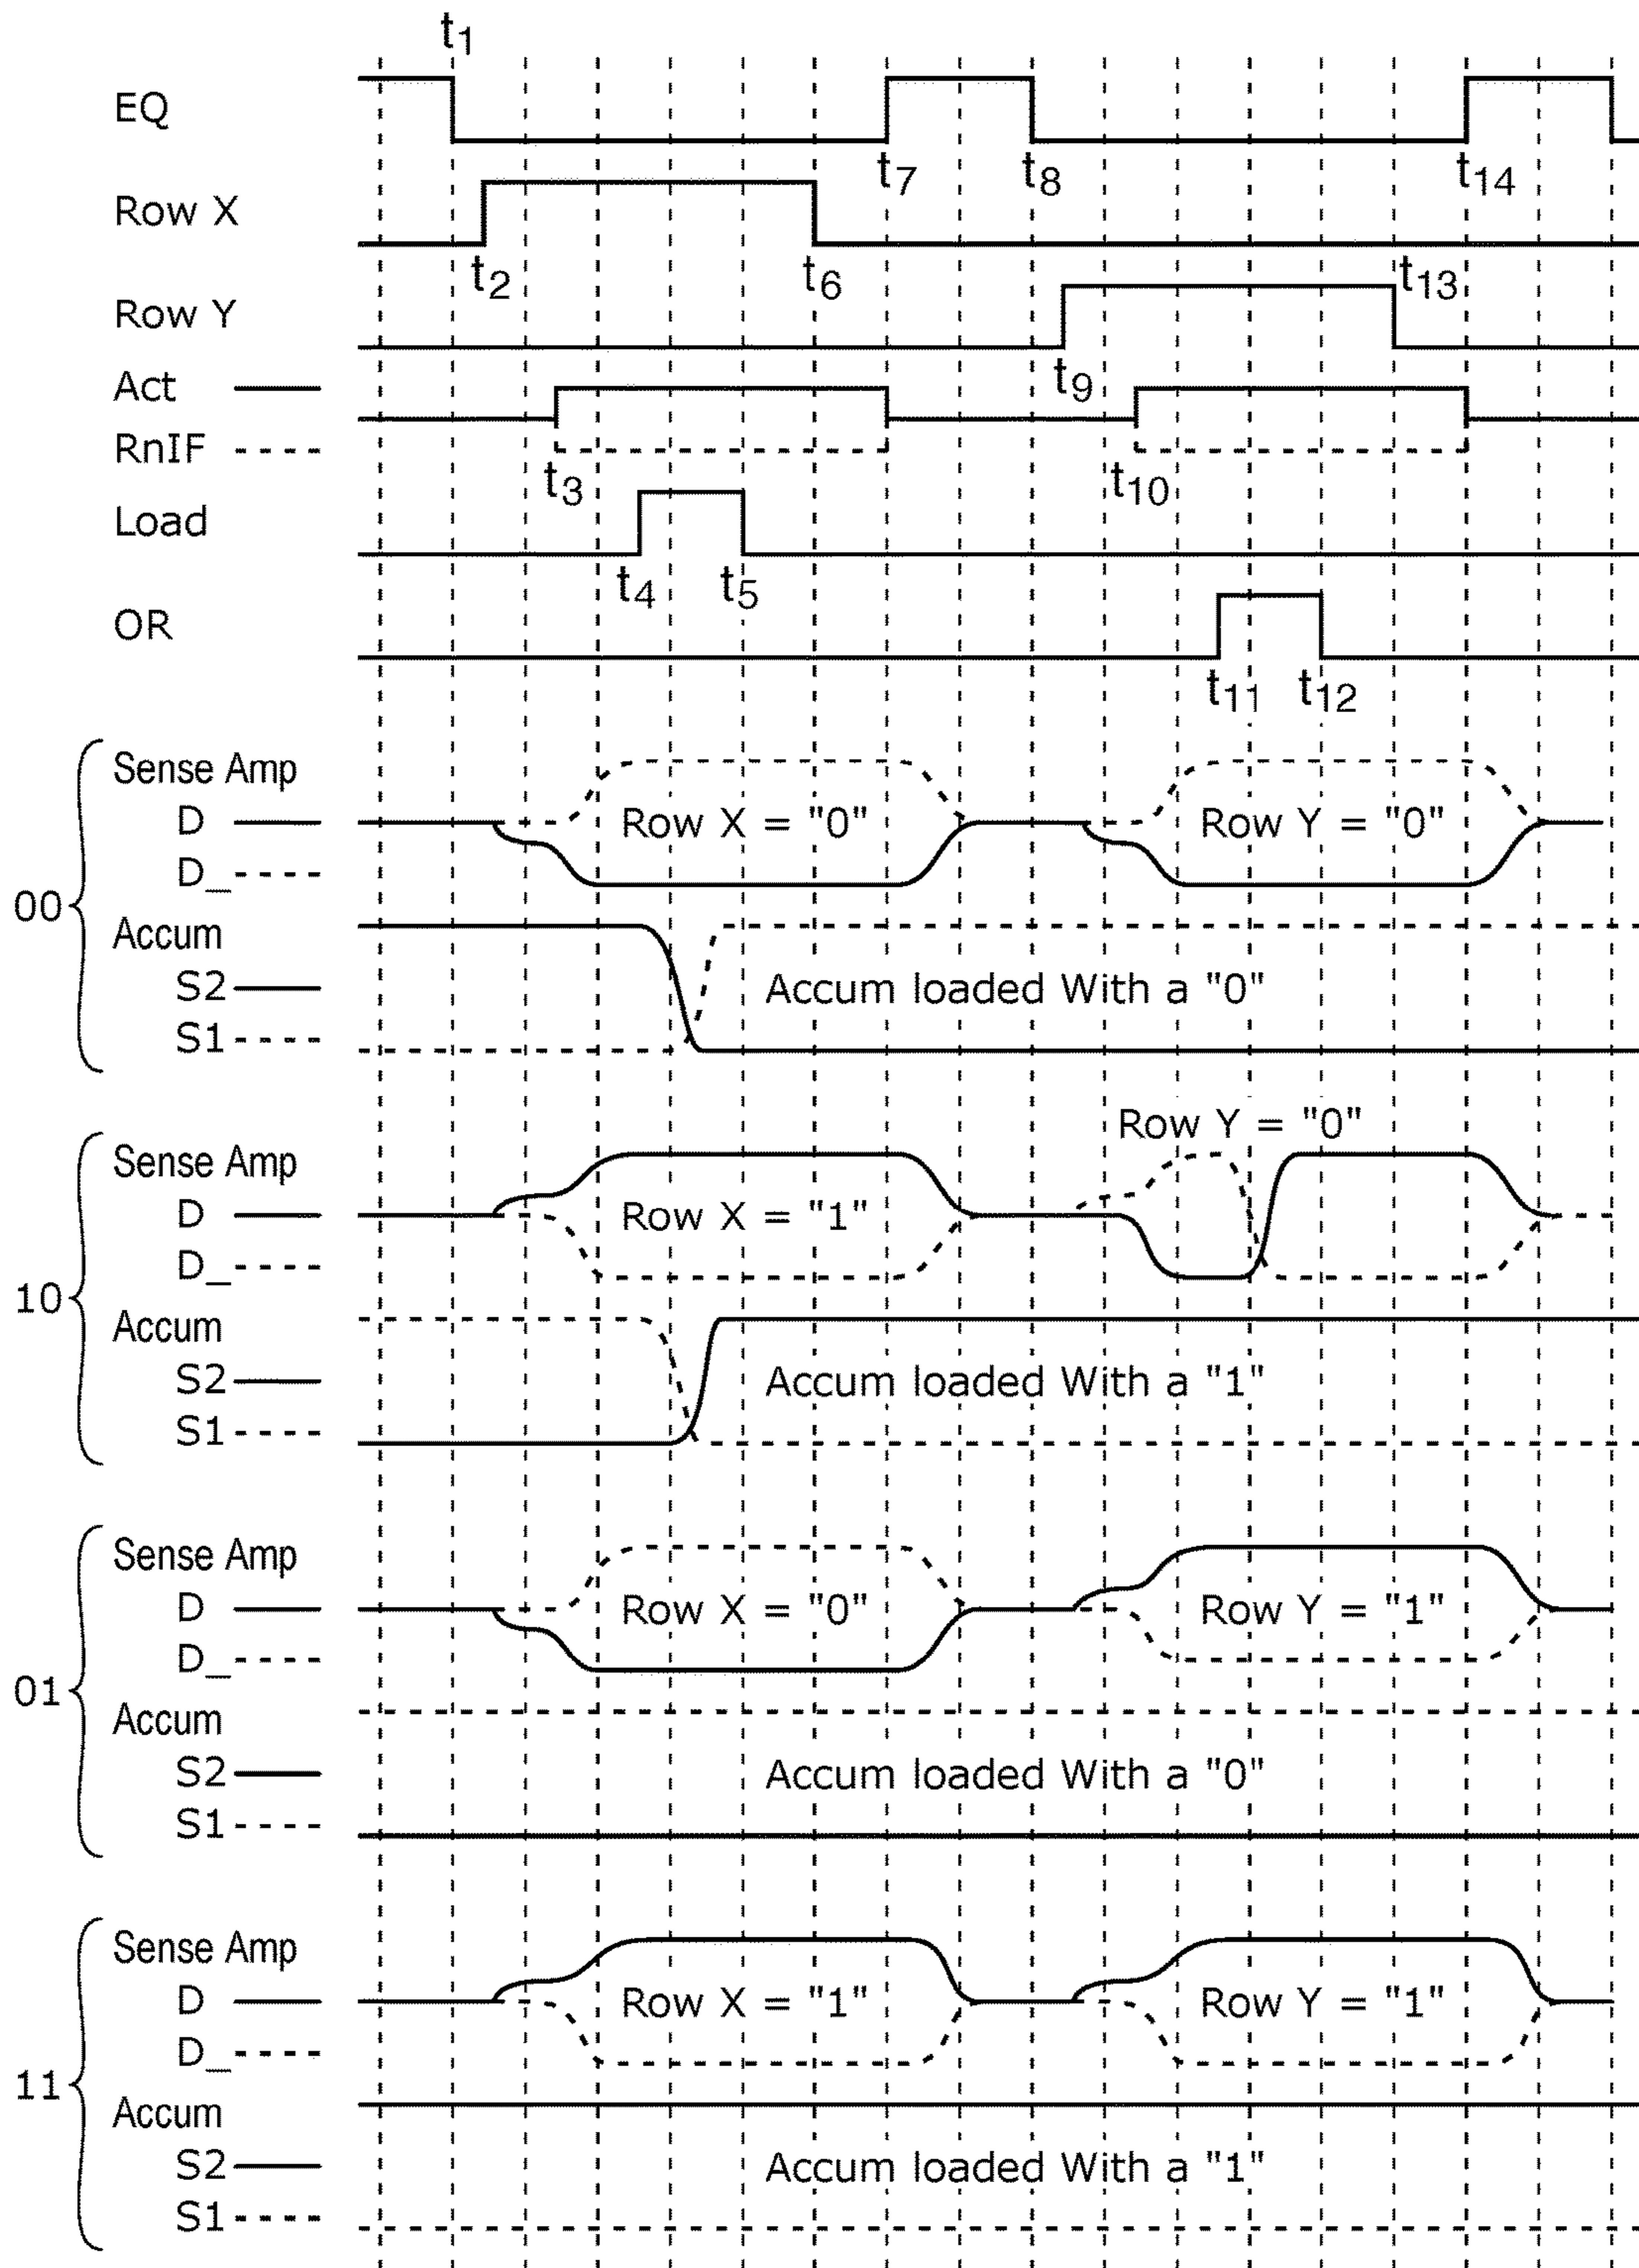 t1
EQ
t7 t8 t14
Row X
t2 t6 t13
Row Y
t9
Act
RnIF
t3 t10
Load
t4 t5
OR
t11 t12
00
Sense Amp
D Row X = "0" Row Y = "0"
D_
Accum
S2 Accum loaded With a "0"
S1
Row Y = "0"
10
Sense Amp
D Row X = "1"
D_
Accum
S2 Accum loaded With a "1"
S1
01
Sense Amp
D Row X = "0" Row Y = "1"
D_
Accum
S2 Accum loaded With a "0"
S1
11
Sense Amp
D Row X = "1" Row Y = "1"
D_
Accum
S2 Accum loaded With a "1"
S1